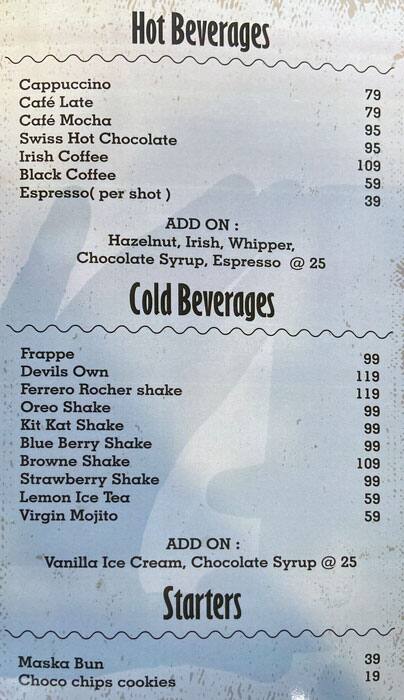 Hot Beverages
Cappuccino 79
Café Late 79
Café Mocha 95
Swiss Hot Chocolate 95
Irish Coffee 109
Black Coffee 59
Espresso( per shot ) 39
ADD ON :
Hazelnut, Irish, Whipper,
Chocolate Syrup, Espresso @ 25
Cold Beverages
Frappe 99
Devils Own 119
Ferrero Rocher shake 119
Oreo Shake 99
Kit Kat Shake 99
Blue Berry Shake 99
Browne Shake 109
Strawberry Shake 99
Lemon Ice Tea 59
Virgin Mojito 59
ADD ON :
Vanilla Ice Cream, Chocolate Syrup @ 25
Starters
Maska Bun 39
Choco chips cookies 19